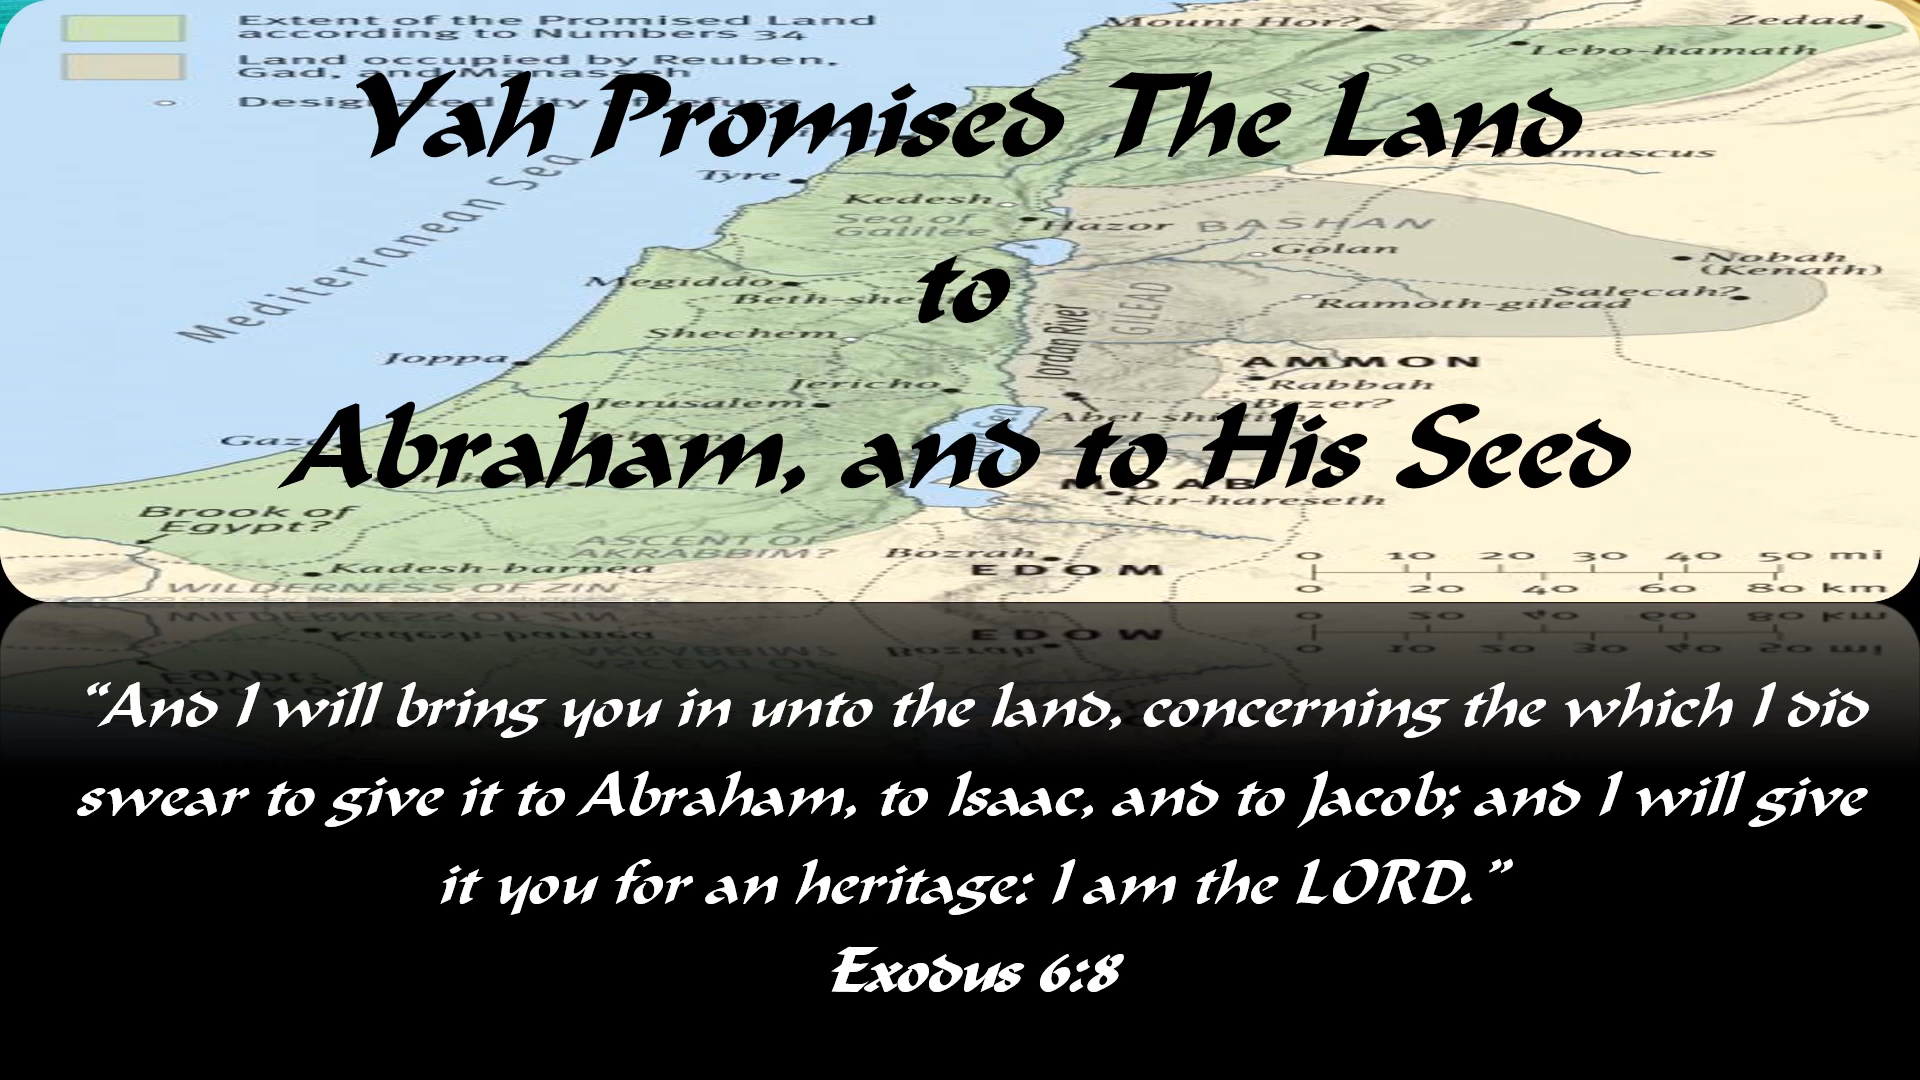 Extent of the Promised Land
according to Numbers 34
Land occupied by Reuben,
Gad, and Manasseh
Designated city of refuge
Yah Promised The Land
to
Abraham, and to His Seed
Mount Hor?
Zedad
Lebo-hamath
REHOB
Damascus
Mediterranean Sea
Tyre
Kedesh
Sea of
Galilee
Hazor
BASHAN
Golan
Nobah
(Kenath)
Salecah?
Megiddo
Ramoth-gilead
GILEAD
Jordan River
Shechem
Joppa
AMMON
Rabbah
Jericho
Bezer?
Jerusalem
MOAB
Kir-hareseth
Brook of
Egypt?
ASCENT OF
AKRABBIM?
Bozrah
EDOM
Kadesh-barnea
WILDERNESS OF ZIN
0 10 20 30 40 50 mi
0 20 40 60 80 km
“And I will bring you in unto the land, concerning the which I did
swear to give it to Abraham, to Isaac, and to Jacob; and I will give
it you for an heritage: I am the LORD.”
Exodus 6:8